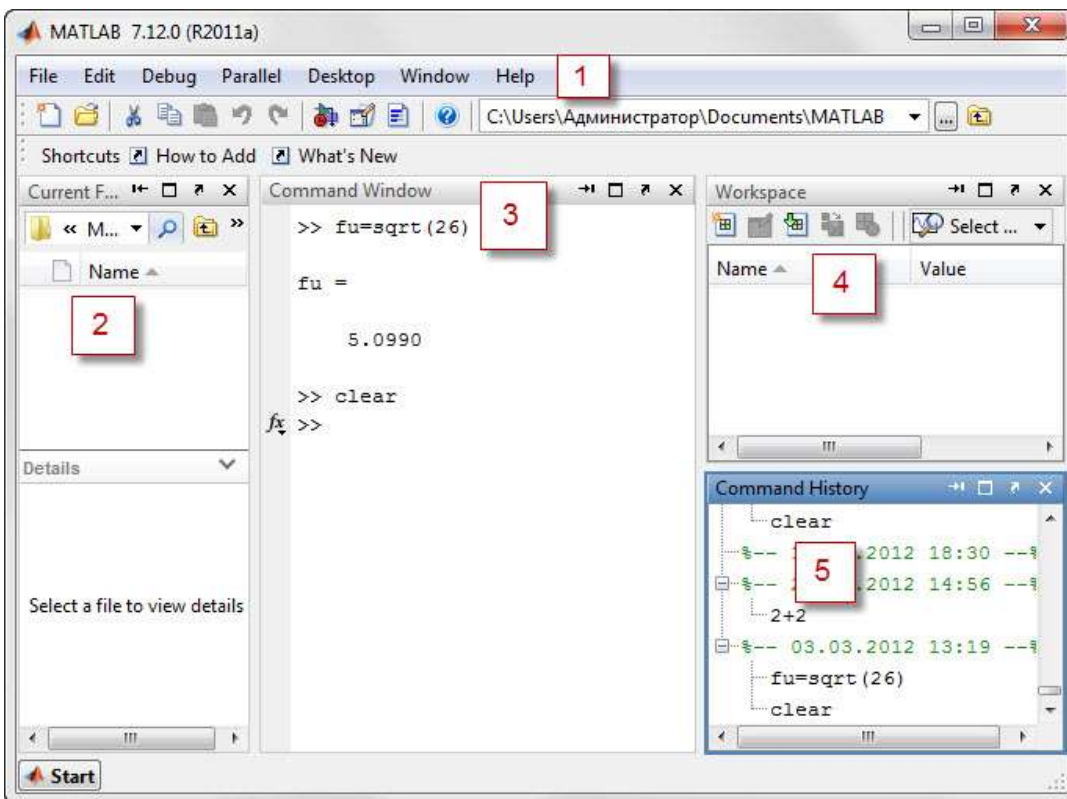 MATLAB 7.12.0 (R2011a)
File Edit Debug Parallel Desktop Window Help
1
C:\Users\Администратор\Documents\MATLAB
...
Shortcuts How to Add What's New
Current F...
« M...
»
Name
2
Details
Select a file to view details
Command Window
3
>> fu=sqrt(26)
fu =
5.0990
>> clear
fx >>
Workspace
Select ...
Name Value
4
Command History
clear
%-- 2012 18:30 --%
5
%-- 2012 14:56 --%
2+2
%-- 03.03.2012 13:19 --%
fu=sqrt(26)
clear
Start